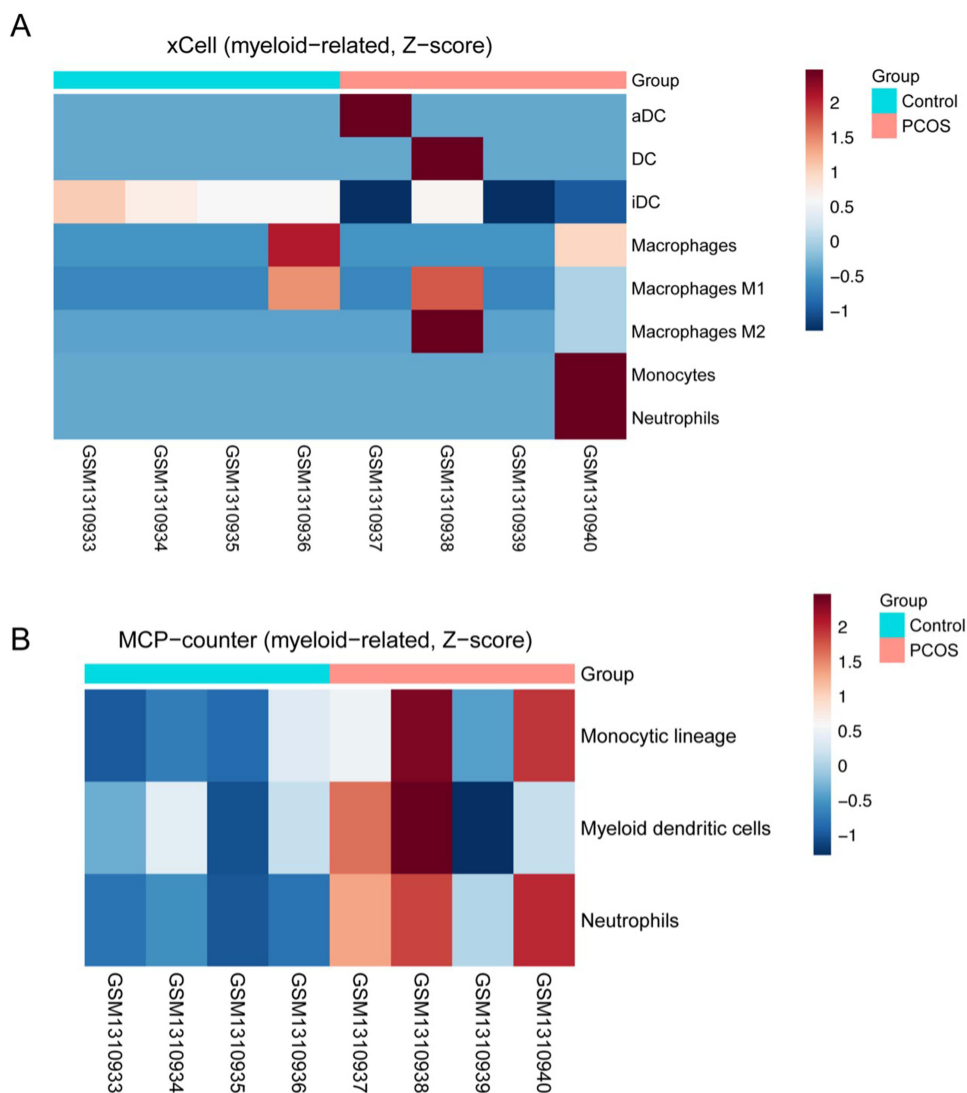 A
xCell (myeloid−related, Z−score)
Group
aDC
DC
iDC
Macrophages
Macrophages M1
Macrophages M2
Monocytes
Neutrophils
GSM1310933
GSM1310934
GSM1310935
GSM1310936
GSM1310937
GSM1310938
GSM1310939
GSM1310940
2
1.5
1
0.5
0
−0.5
−1
Group
Control
PCOS
B
MCP−counter (myeloid−related, Z−score)
Group
Monocytic lineage
Myeloid dendritic cells
Neutrophils
GSM1310933
GSM1310934
GSM1310935
GSM1310936
GSM1310937
GSM1310938
GSM1310939
GSM1310940
2
1.5
1
0.5
0
−0.5
−1
Group
Control
PCOS